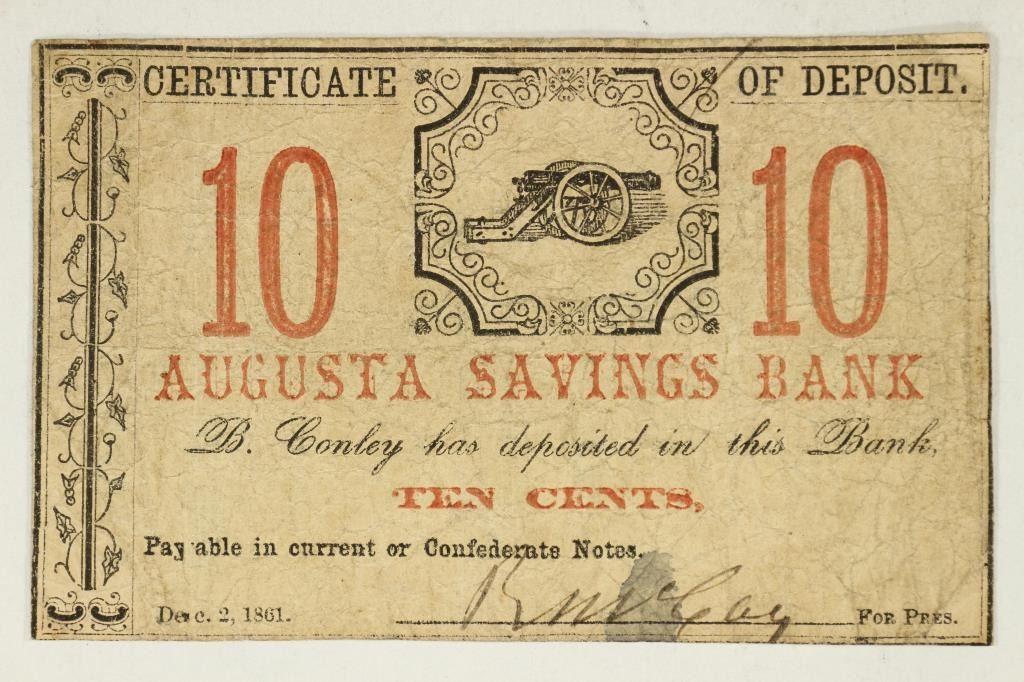 CERTIFICATE OF DEPOSIT.
10 10
AUGUSTA SAVINGS BANK
B. Conley has deposited in this Bank,
TEN CENTS,
Payable in current or Confederate Notes.
Dec. 2, 1861. McCoy FOR PRES.